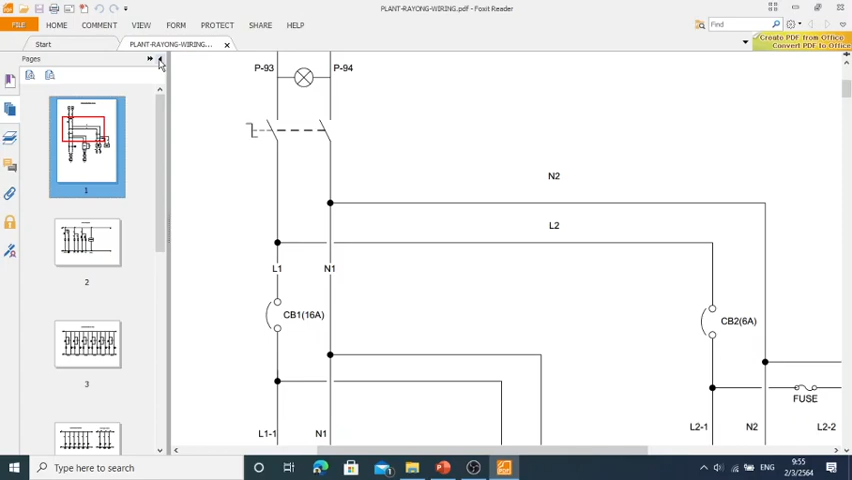 PLANT-RAYONG-WIRING.pdf - Foxit Reader
FILE HOME COMMENT VIEW FORM PROTECT SHARE HELP
Find
Start
PLANT-RAYONG-WIRING....
Create PDF from Office
Convert PDF to Office
Pages
1
2
3
P-93
P-94
N2
L2
L1
N1
CB1(16A)
CB2(6A)
FUSE
L1-1
N1
L2-1
N2
L2-2
Type here to search
ENG
9:55
2/3/2564